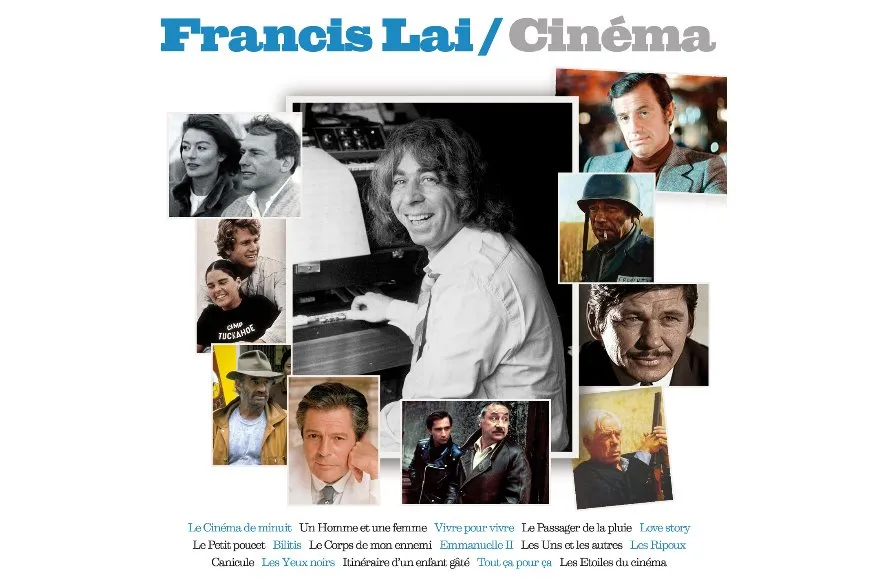 Francis Lai / Cinéma
CAMP
TUCKAHOE
Le Cinéma de minuit Un Homme et une femme Vivre pour vivre Le Passager de la pluie Love story
Le Petit poucet Bilitis Le Corps de mon ennemi Emmanuelle II Les Uns et les autres Les Ripoux
Canicule Les Yeux noirs Itinéraire d'un enfant gâté Tout ça pour ça Les Etoiles du cinéma